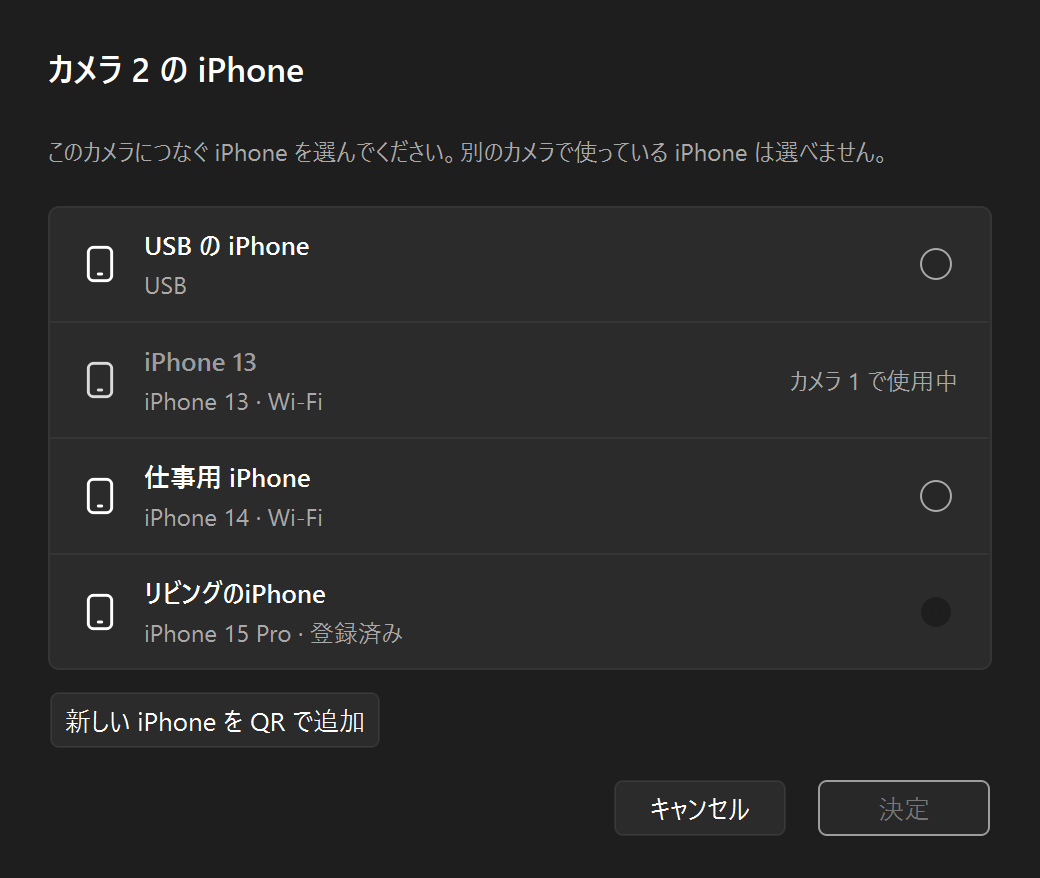 カメラ 2 の iPhone
このカメラにつなぐ iPhone を選んでください。別のカメラで使っている iPhone は選べません。
USB の iPhone
USB
iPhone 13
iPhone 13 · Wi-Fi
カメラ 1 で使用中
仕事用 iPhone
iPhone 14 · Wi-Fi
リビングのiPhone
iPhone 15 Pro · 登録済み
新しい iPhone を QR で追加
キャンセル
決定